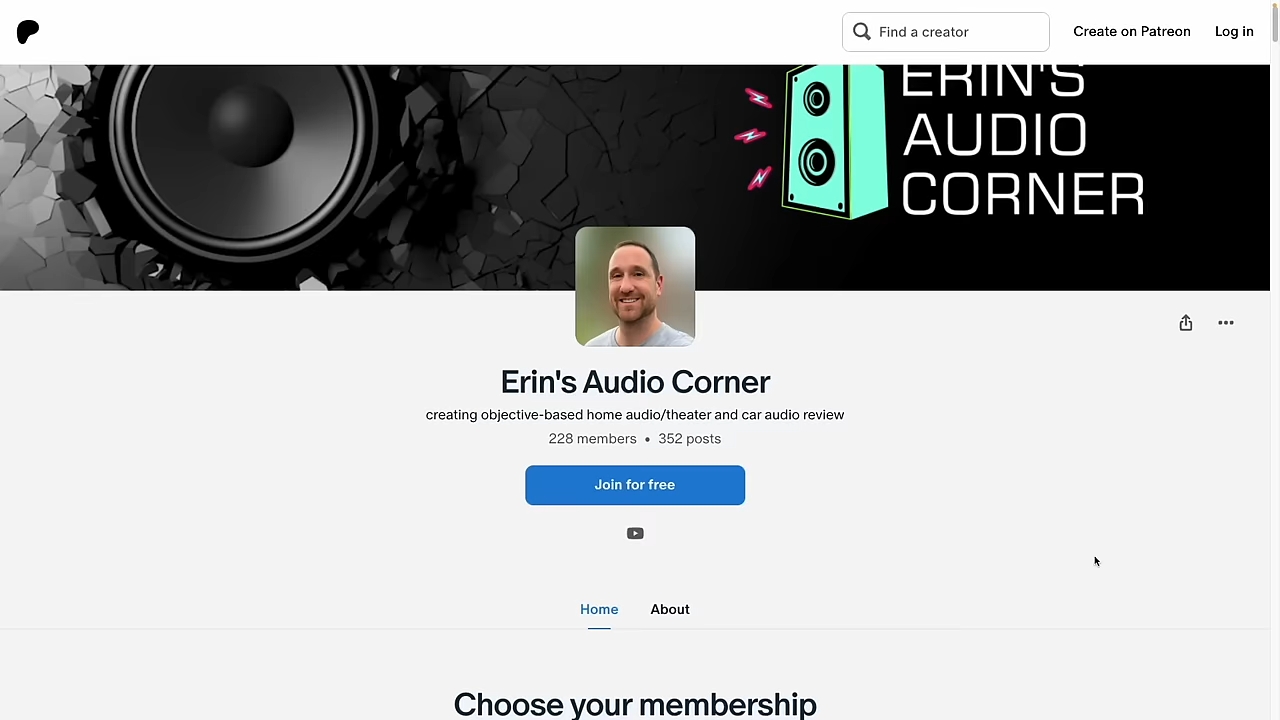 Find a creator
Create on Patreon
Log in
ERIN'S
AUDIO
CORNER
Erin's Audio Corner
creating objective-based home audio/theater and car audio review
228 members • 352 posts
Join for free
Home
About
Choose your membership